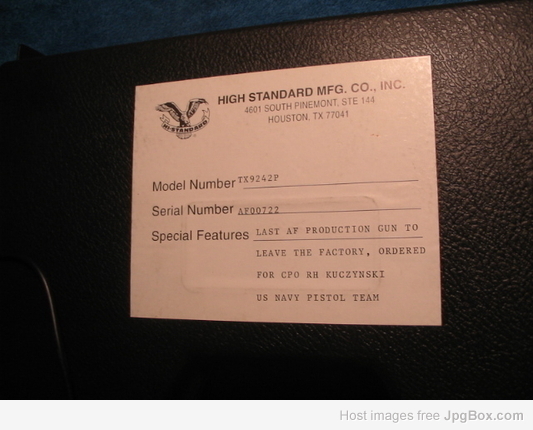 HIGH STANDARD MFG. CO., INC.
4601 SOUTH PINEMONT, STE 144
HOUSTON, TX 77041
HI-STANDARD
Model Number TX9242P
Serial Number AF00722
Special Features LAST AF PRODUCTION GUN TO
LEAVE THE FACTORY, ORDERED
FOR CPO RH KUCZYNSKI
US NAVY PISTOL TEAM
Host images free JpgBox.com